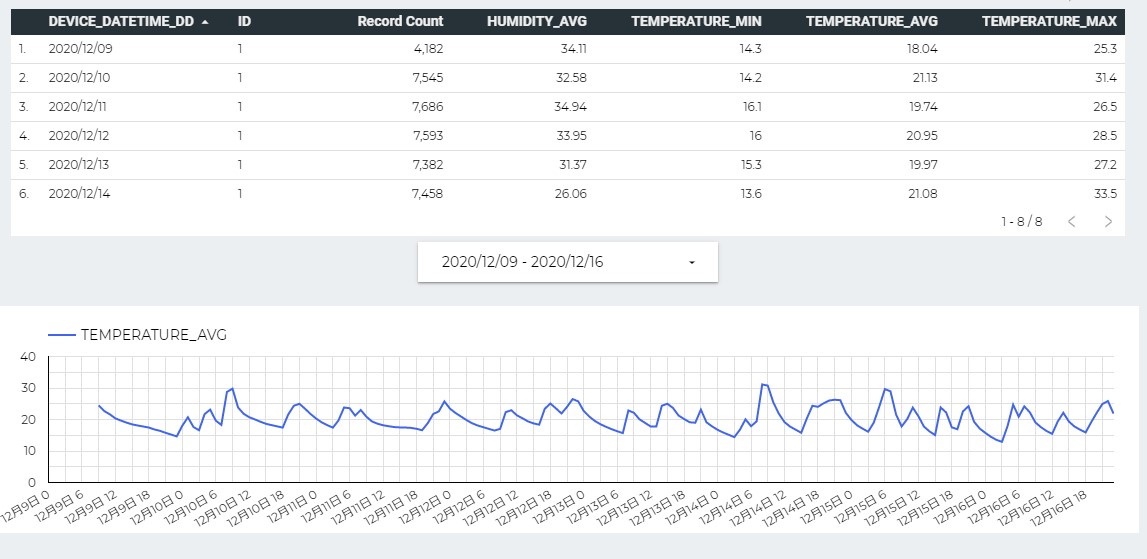 DEVICE_DATETIME_DD ID Record Count HUMIDITY_AVG TEMPERATURE_MIN TEMPERATURE_AVG TEMPERATURE_MAX
1. 2020/12/09 1 4,182 34.11 14.3 18.04 25.3
2. 2020/12/10 1 7,545 32.58 14.2 21.13 31.4
3. 2020/12/11 1 7,686 34.94 16.1 19.74 26.5
4. 2020/12/12 1 7,593 33.95 16 20.95 28.5
5. 2020/12/13 1 7,382 31.37 15.3 19.97 27.2
6. 2020/12/14 1 7,458 26.06 13.6 21.08 33.5
1 - 8 / 8
2020/12/09 - 2020/12/16
TEMPERATURE_AVG
40
30
20
10
0
12月9日 0 12月9日 6 12月9日 12 12月9日 18 12月10日 0 12月10日 6 12月10日 12 12月10日 18 12月11日 0 12月11日 6 12月11日 12 12月11日 18 12月12日 0 12月12日 6 12月12日 12 12月12日 18 12月13日 0 12月13日 6 12月13日 12 12月13日 18 12月14日 0 12月14日 6 12月14日 12 12月14日 18 12月15日 0 12月15日 6 12月15日 12 12月15日 18 12月16日 0 12月16日 6 12月16日 12 12月16日 18